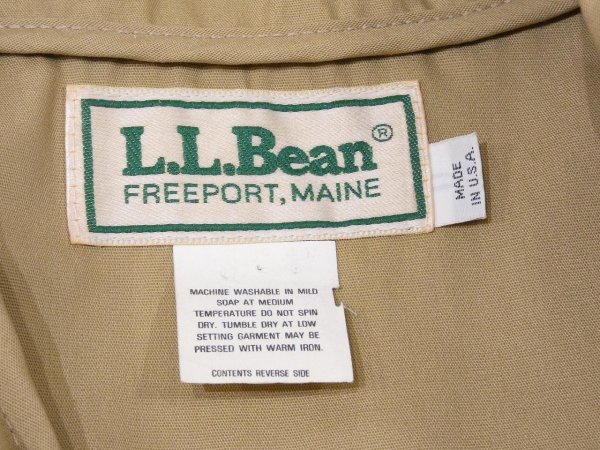 L.L.Bean®
FREEPORT, MAINE
MADE
IN U.S.A.
MACHINE WASHABLE IN MILD
SOAP AT MEDIUM
TEMPERATURE DO NOT SPIN
DRY. TUMBLE DRY AT LOW
SETTING GARMENT MAY BE
PRESSED WITH WARM IRON.
CONTENTS REVERSE SIDE